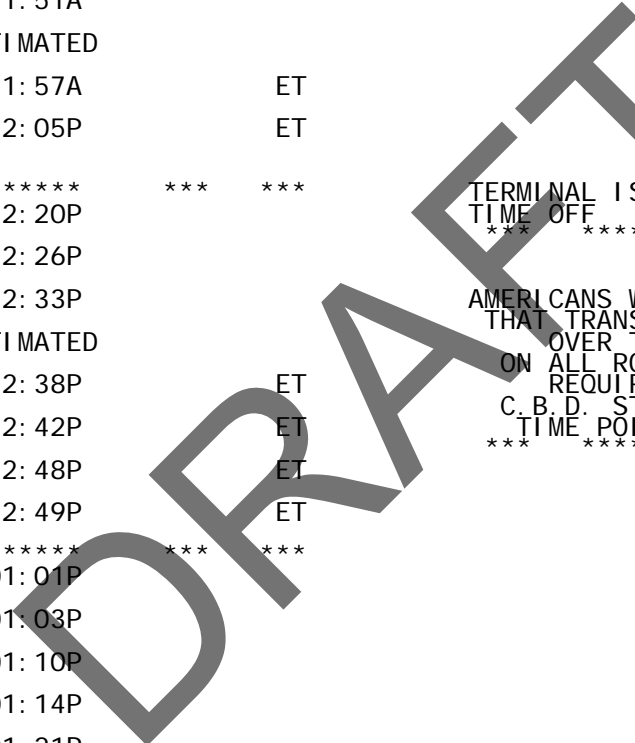 1:51A
TIMATED
1:57A ET
2:05P ET
***** *** ***
2:20P
2:26P
2:33P
TIMATED
2:38P ET
2:42P ET
2:48P ET
2:49P ET
***** *** ***
01:01P
01:03P
01:10P
01:14P
TERMINAL IS
TIME OFF
*** ****
AMERICANS W
THAT TRANS
OVER T
ON ALL RO
REQUIR
C.B.D. ST
TIME POI
*** ****
DRAFT